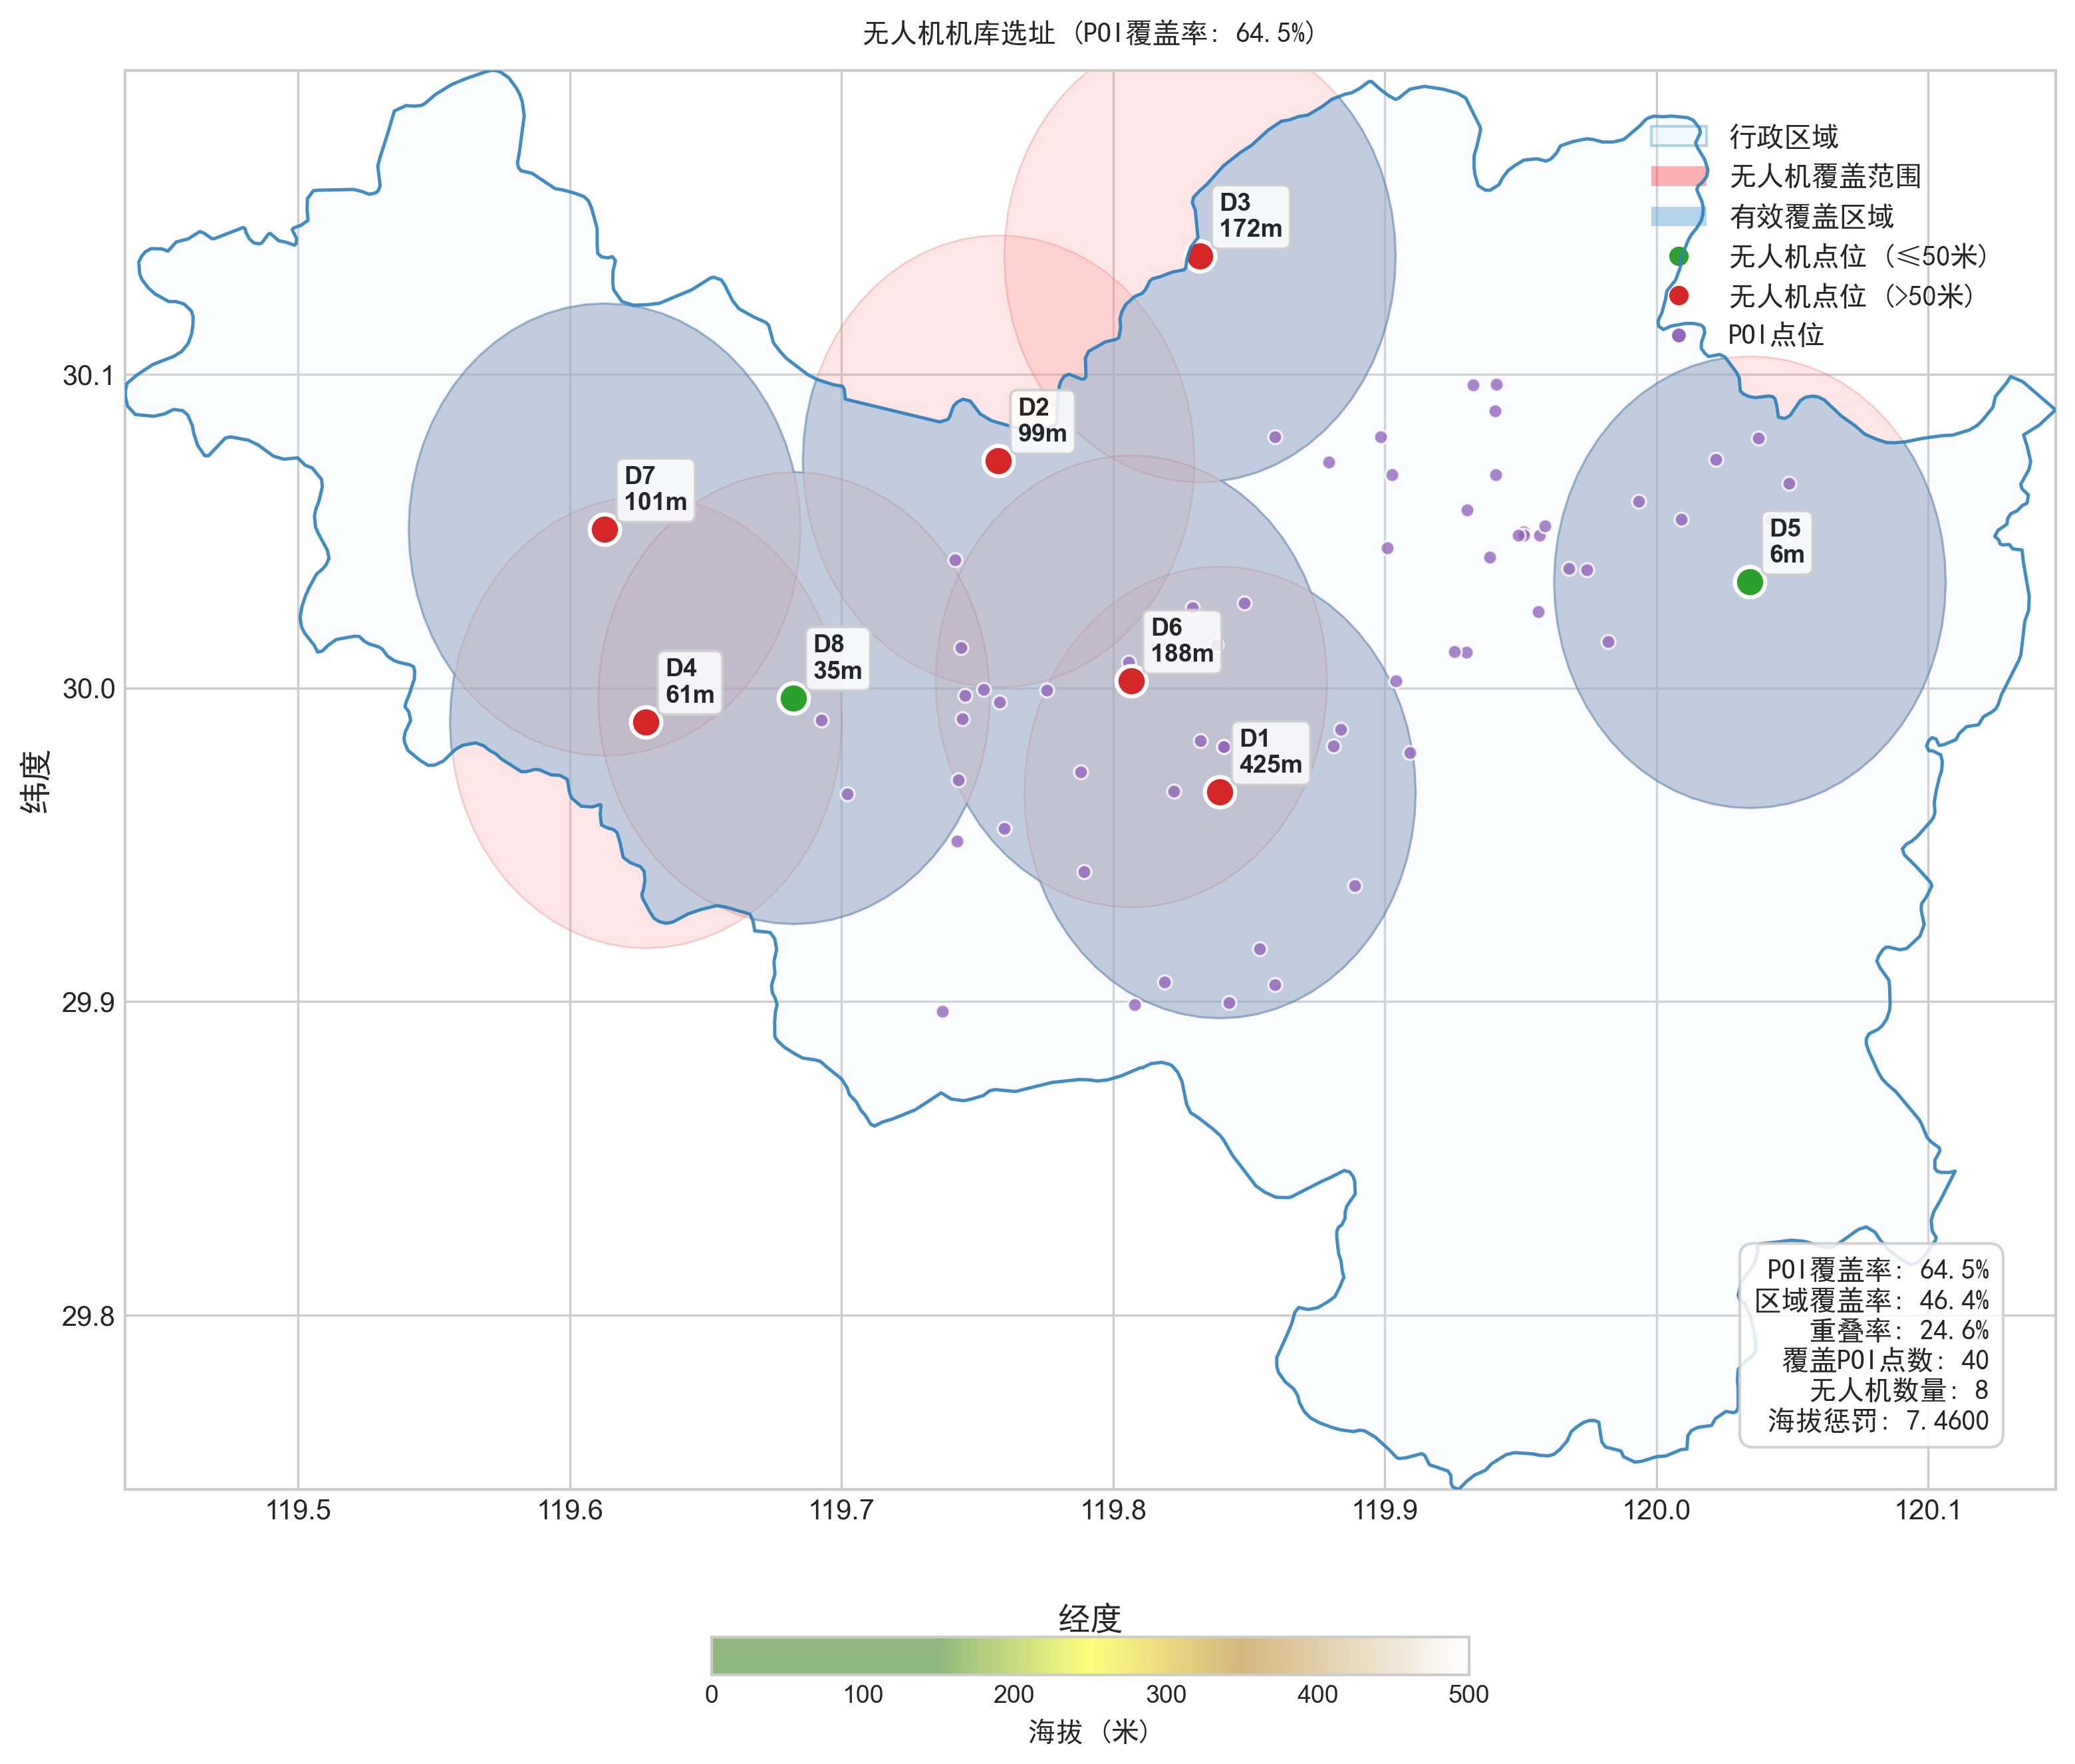 无人机机库选址 (POI覆盖率: 64.5%)
行政区域
无人机覆盖范围
有效覆盖区域
无人机点位 (≤50米)
无人机点位 (>50米)
POI点位
D3
172m
D2
99m
D7
101m
D5
6m
D6
188m
D8
35m
D4
61m
D1
425m
30.1
30.0
29.9
29.8
纬度
POI覆盖率: 64.5%
区域覆盖率: 46.4%
重叠率: 24.6%
覆盖POI点数: 40
无人机数量: 8
海拔惩罚: 7.4600
119.5 119.6 119.7 119.8 119.9 120.0 120.1
经度
0 100 200 300 400 500
海拔 (米)